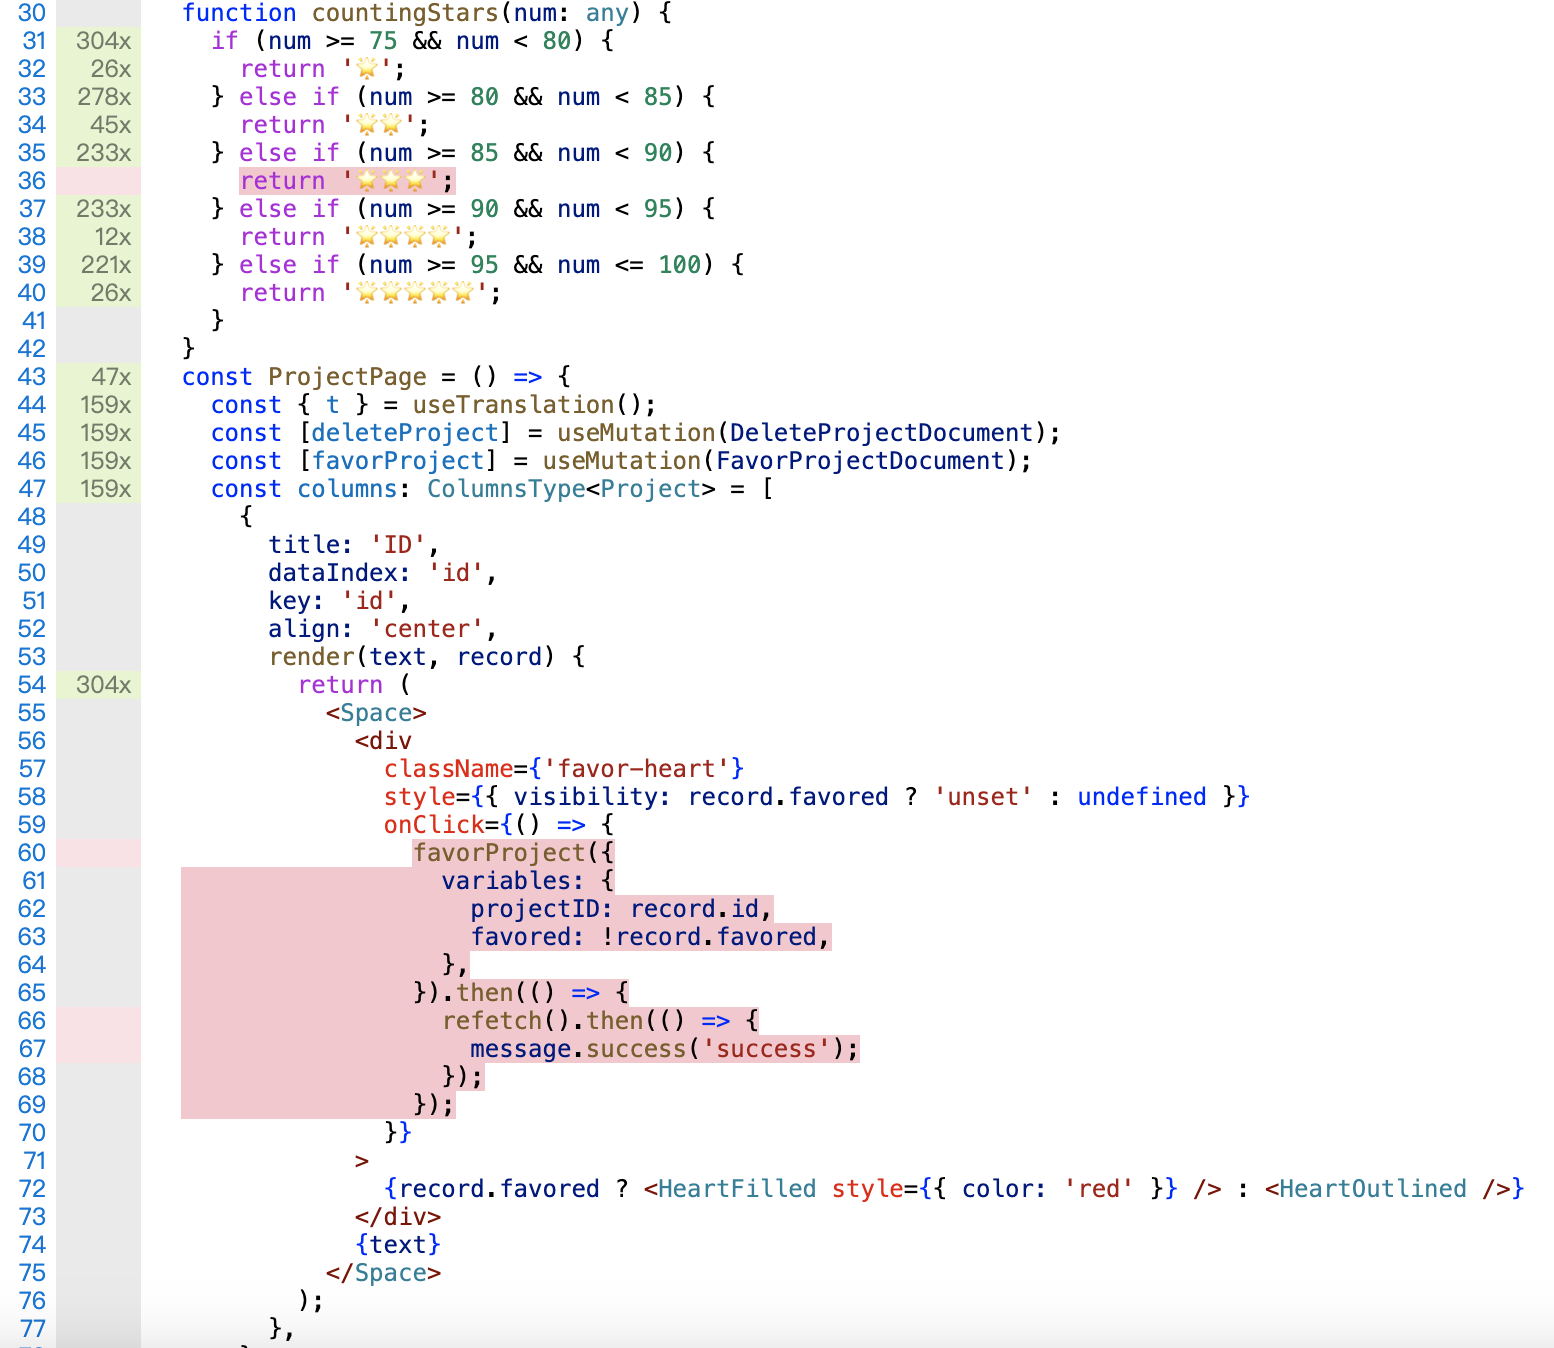 30 function countingStars(num: any) {
31 304x if (num >= 75 && num < 80) {
32 26x return '🌟';
33 278x } else if (num >= 80 && num < 85) {
34 45x return '🌟🌟';
35 233x } else if (num >= 85 && num < 90) {
36 return '🌟🌟🌟';
37 233x } else if (num >= 90 && num < 95) {
38 12x return '🌟🌟🌟🌟';
39 221x } else if (num >= 95 && num <= 100) {
40 26x return '🌟🌟🌟🌟🌟';
41 }
42 }
43 47x const ProjectPage = () => {
44 159x const { t } = useTranslation();
45 159x const [deleteProject] = useMutation(DeleteProjectDocument);
46 159x const [favorProject] = useMutation(FavorProjectDocument);
47 159x const columns: ColumnsType<Project> = [
48 {
49 title: 'ID',
50 dataIndex: 'id',
51 key: 'id',
52 align: 'center',
53 render(text, record) {
54 304x return (
55 <Space>
56 <div
57 className={'favor-heart'}
58 style={{ visibility: record.favored ? 'unset' : undefined }}
59 onClick={() => {
60 favorProject({
61 variables: {
62 projectID: record.id,
63 favored: !record.favored,
64 },
65 }).then(() => {
66 refetch().then(() => {
67 message.success('success');
68 });
69 });
70 }}
71 >
72 {record.favored ? <HeartFilled style={{ color: 'red' }} /> : <HeartOutlined />}
73 </div>
74 {text}
75 </Space>
76 );
77 },